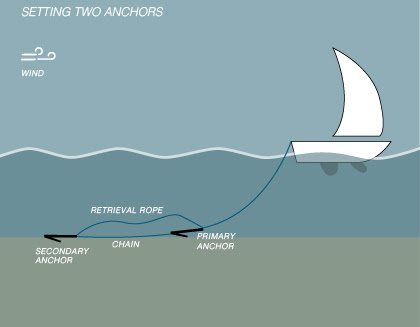 SETTING TWO ANCHORS
WIND
RETRIEVAL ROPE
PRIMARY
ANCHOR
CHAIN
SECONDARY
ANCHOR